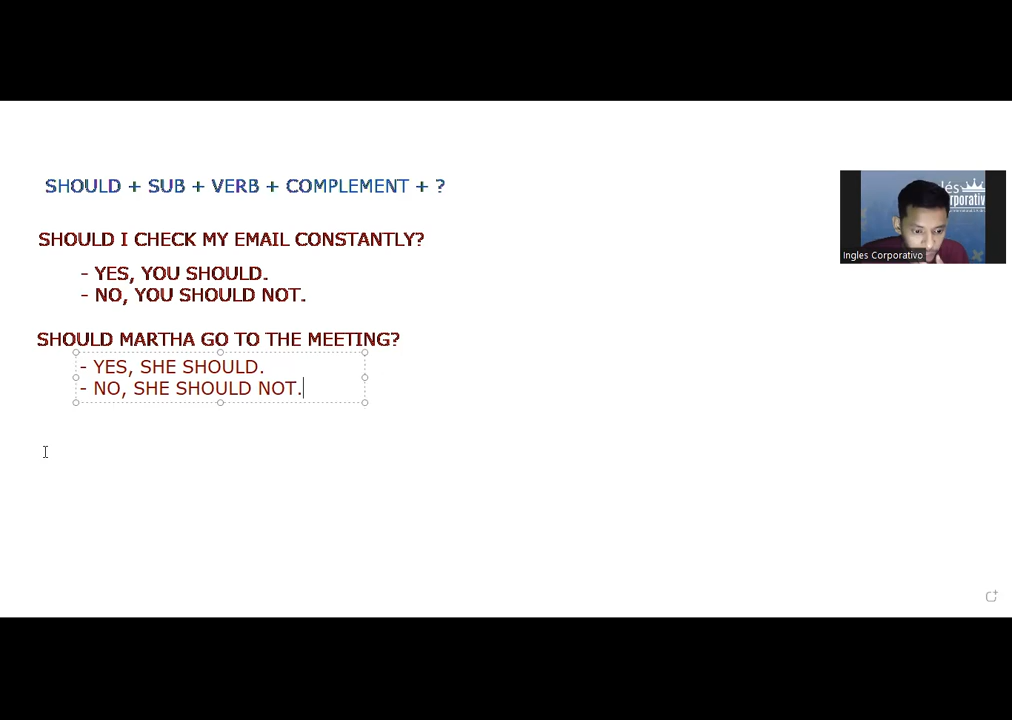 SHOULD + SUB + VERB + COMPLEMENT + ?
SHOULD I CHECK MY EMAIL CONSTANTLY?
- YES, YOU SHOULD.
- NO, YOU SHOULD NOT.
SHOULD MARTHA GO TO THE MEETING?
- YES, SHE SHOULD.
- NO, SHE SHOULD NOT.
Ingles Corporativo